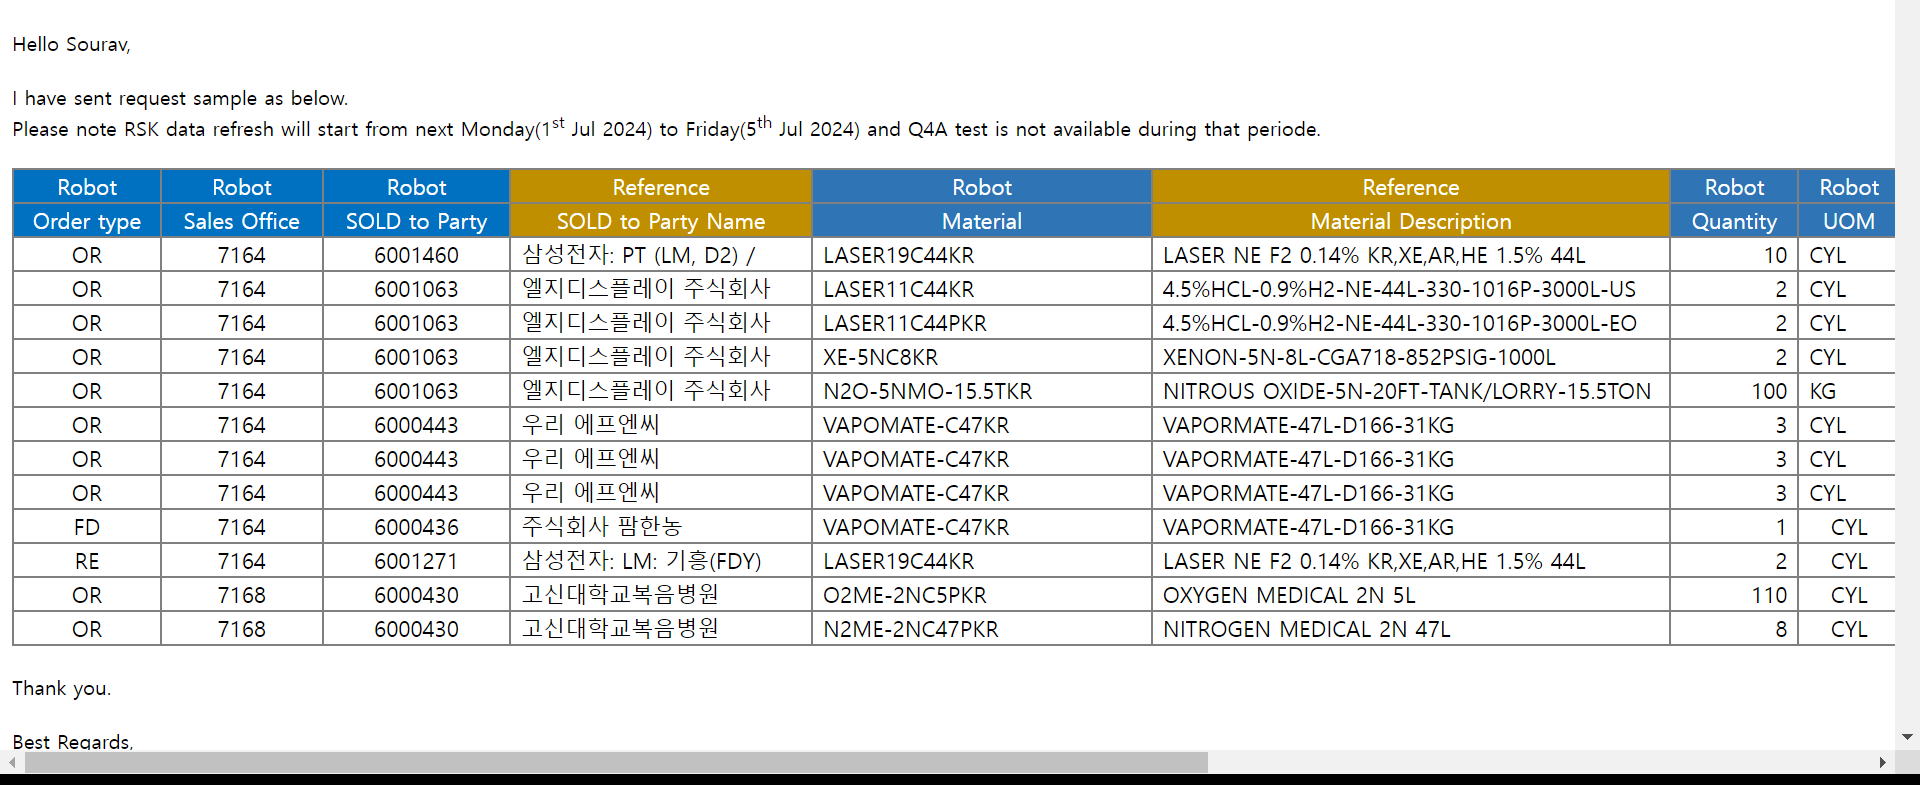 Hello Sourav,
I have sent request sample as below.
Please note RSK data refresh will start from next Monday(1st Jul 2024) to Friday(5th Jul 2024) and Q4A test is not available during that periode.
Robot Robot Robot Reference Robot Reference Robot Robot
Order type Sales Office SOLD to Party SOLD to Party Name Material Material Description Quantity UOM
OR 7164 6001460 삼성전자: PT (LM, D2) / LASER19C44KR LASER NE F2 0.14% KR,XE,AR,HE 1.5% 44L 10 CYL
OR 7164 6001063 엘지디스플레이 주식회사 LASER11C44KR 4.5%HCL-0.9%H2-NE-44L-330-1016P-3000L-US 2 CYL
OR 7164 6001063 엘지디스플레이 주식회사 LASER11C44PKR 4.5%HCL-0.9%H2-NE-44L-330-1016P-3000L-EO 2 CYL
OR 7164 6001063 엘지디스플레이 주식회사 XE-5NC8KR XENON-5N-8L-CGA718-852PSIG-1000L 2 CYL
OR 7164 6001063 엘지디스플레이 주식회사 N2O-5NMO-15.5TKR NITROUS OXIDE-5N-20FT-TANK/LORRY-15.5TON 100 KG
OR 7164 6000443 우리 에프엔씨 VAPOMATE-C47KR VAPORMATE-47L-D166-31KG 3 CYL
OR 7164 6000443 우리 에프엔씨 VAPOMATE-C47KR VAPORMATE-47L-D166-31KG 3 CYL
OR 7164 6000443 우리 에프엔씨 VAPOMATE-C47KR VAPORMATE-47L-D166-31KG 3 CYL
FD 7164 6000436 주식회사 팜한농 VAPOMATE-C47KR VAPORMATE-47L-D166-31KG 1 CYL
RE 7164 6001271 삼성전자: LM: 기흥(FDY) LASER19C44KR LASER NE F2 0.14% KR,XE,AR,HE 1.5% 44L 2 CYL
OR 7168 6000430 고신대학교복음병원 O2ME-2NC5PKR OXYGEN MEDICAL 2N 5L 110 CYL
OR 7168 6000430 고신대학교복음병원 N2ME-2NC47PKR NITROGEN MEDICAL 2N 47L 8 CYL
Thank you.
Best Regards,